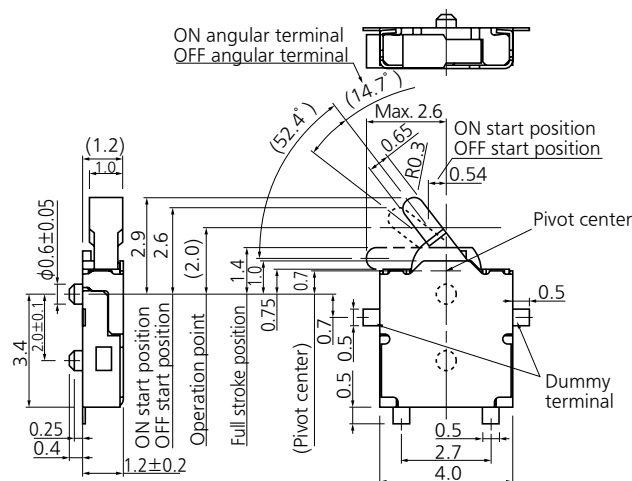 ON angular terminal
OFF angular terminal
(14.7°)
(52.4°)
Max. 2.6
0.65
R0.3
ON start position
OFF start position
0.54
Pivot center
(1.2)
1.0
ϕ0.6±0.05
2.9
2.6
(2.0)
1.4
1.0
0.75
0.7
3.4
2.0±0.1
0.7
0.5
0.5
0.5
Dummy
terminal
ON start position
OFF start position
Operation point
Full stroke position
(Pivot center)
0.25
0.4
1.2±0.2
0.5
2.7
4.0